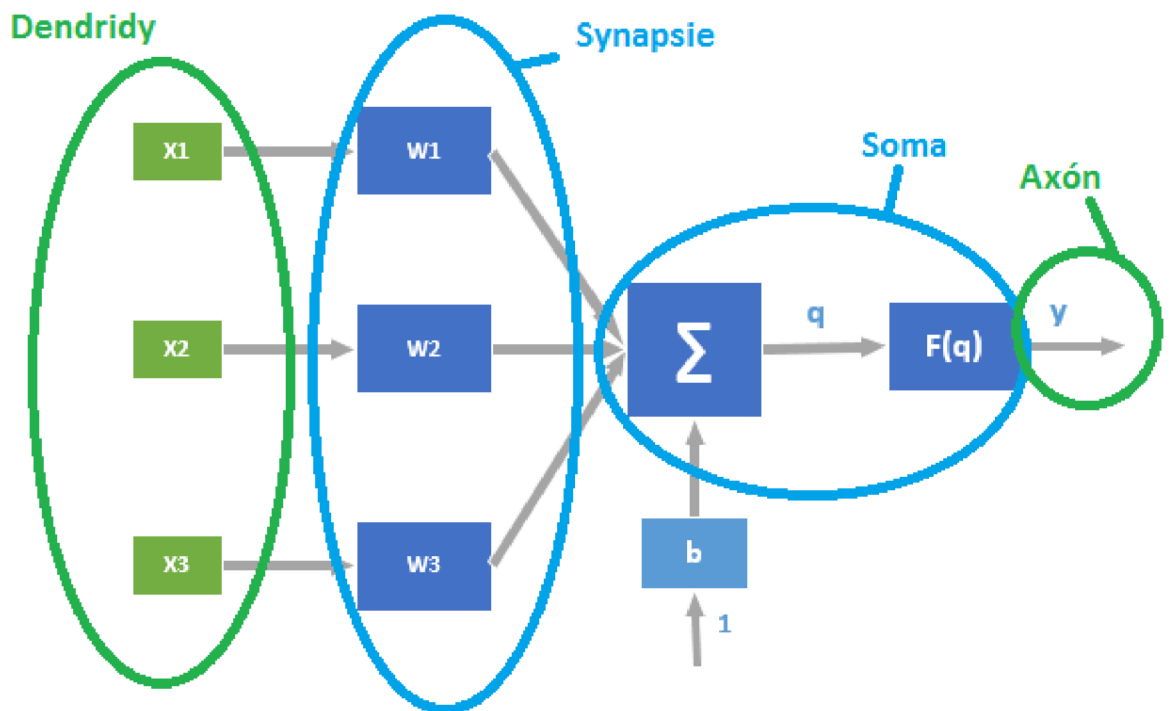 Dendridy
Synapsie
Soma
Axón
X1
W1
X2
W2
Σ
q
F(q)
y
X3
W3
b
1